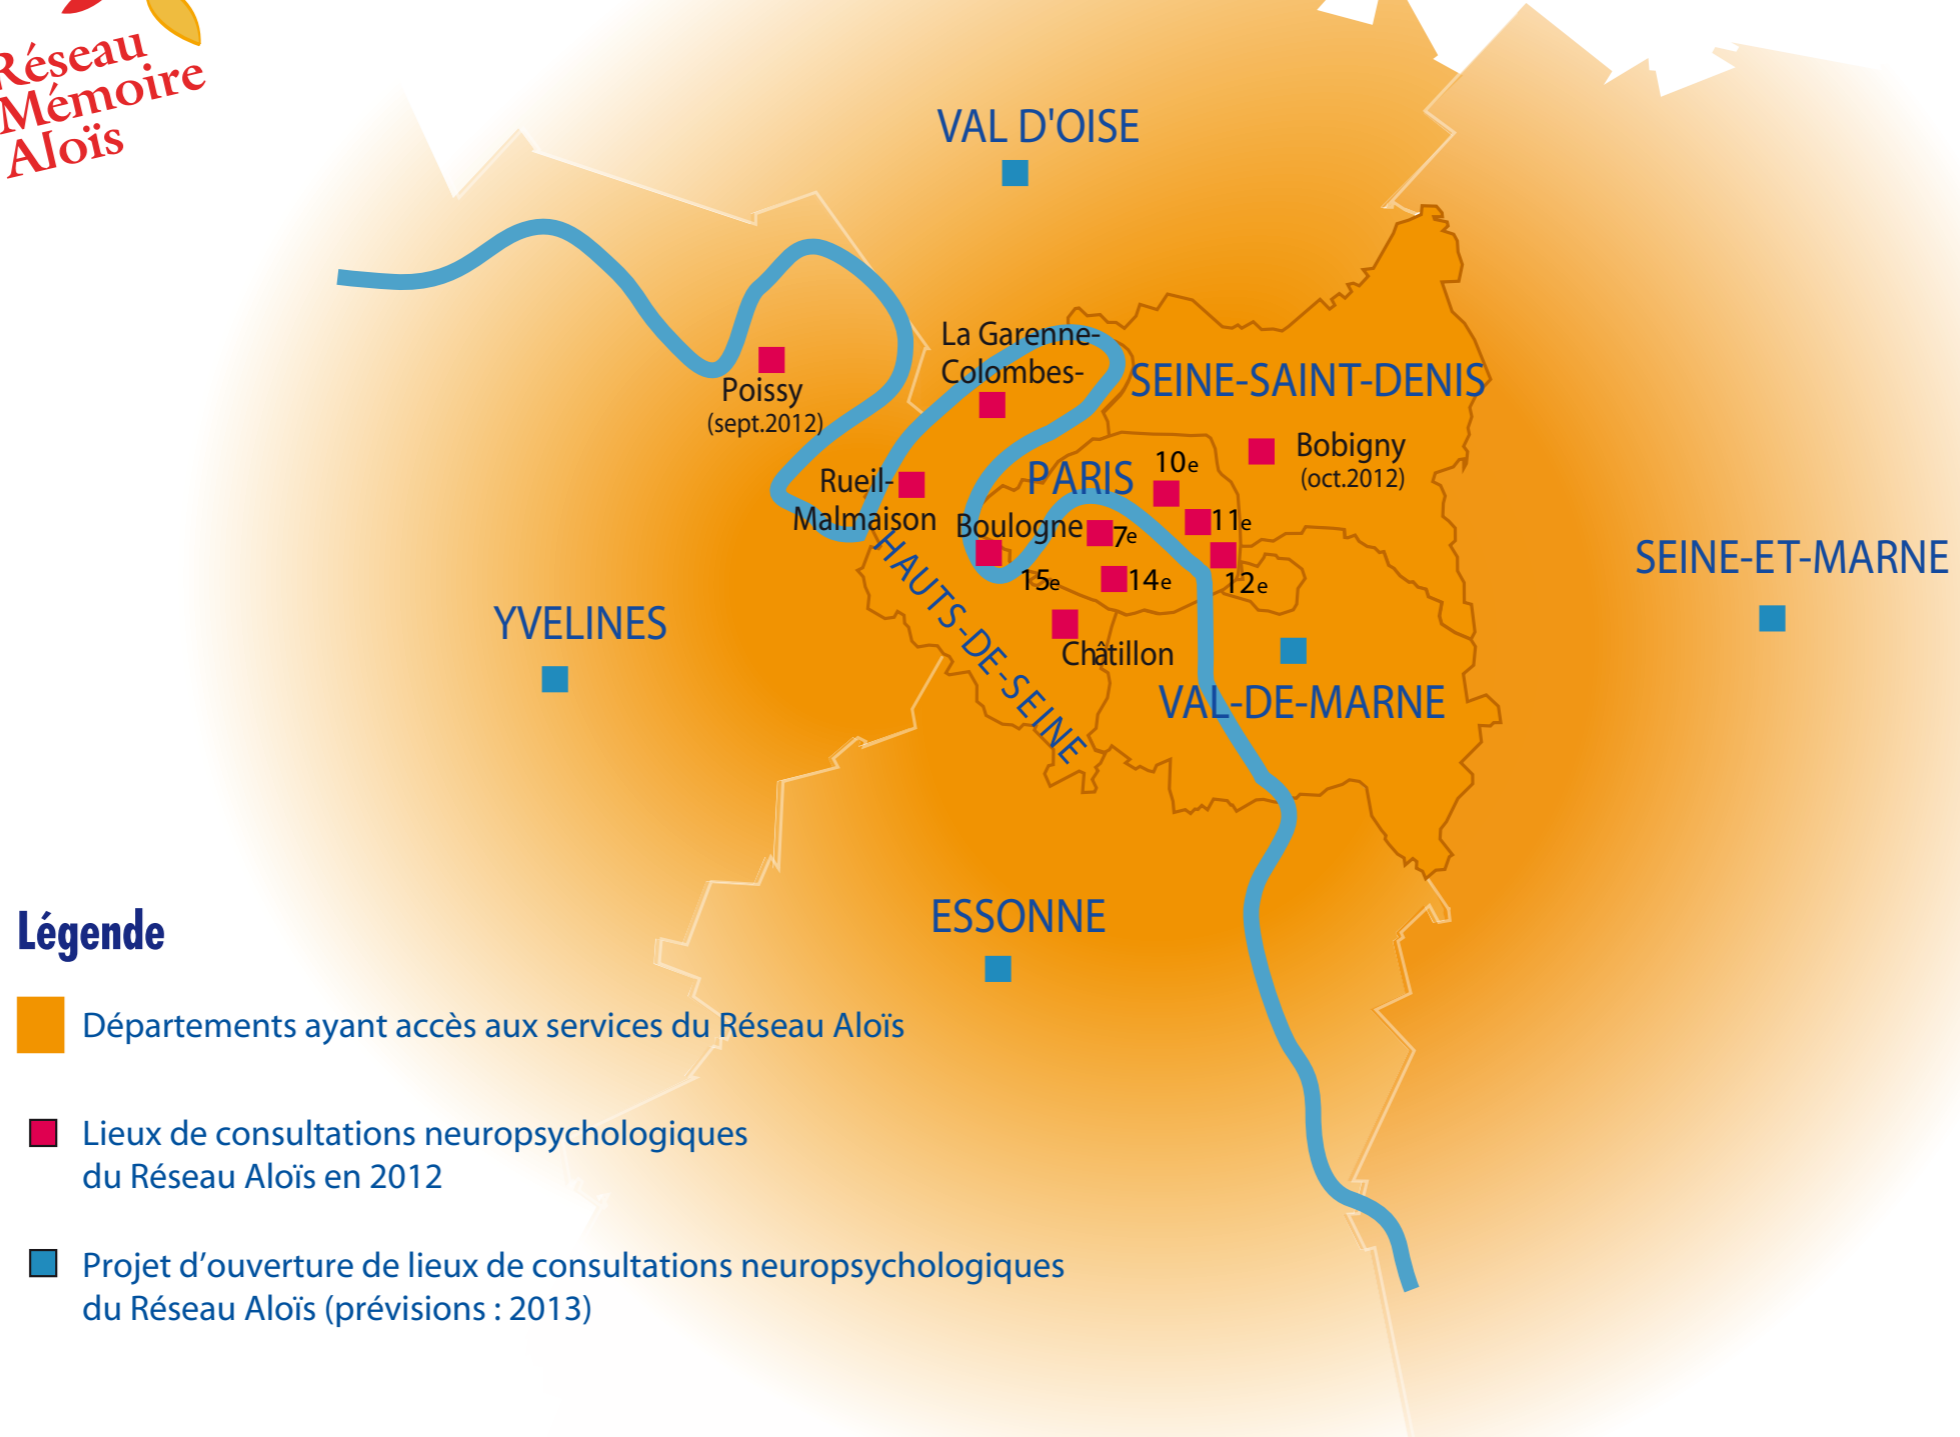 Réseau
Mémoire
Aloïs
VAL D'OISE
La Garenne-
Colombes-
SEINE-SAINT-DENIS
Poissy
(sept.2012)
Bobigny
(oct.2012)
PARIS
10e
Rueil-
Malmaison
Boulogne
7e
11e
15e
14e
12e
HAUTS-DE-SEINE
SEINE-ET-MARNE
YVELINES
Châtillon
VAL-DE-MARNE
ESSONNE
Légende
Départements ayant accès aux services du Réseau Aloïs
Lieux de consultations neuropsychologiques
du Réseau Aloïs en 2012
Projet d’ouverture de lieux de consultations neuropsychologiques
du Réseau Aloïs (prévisions : 2013)